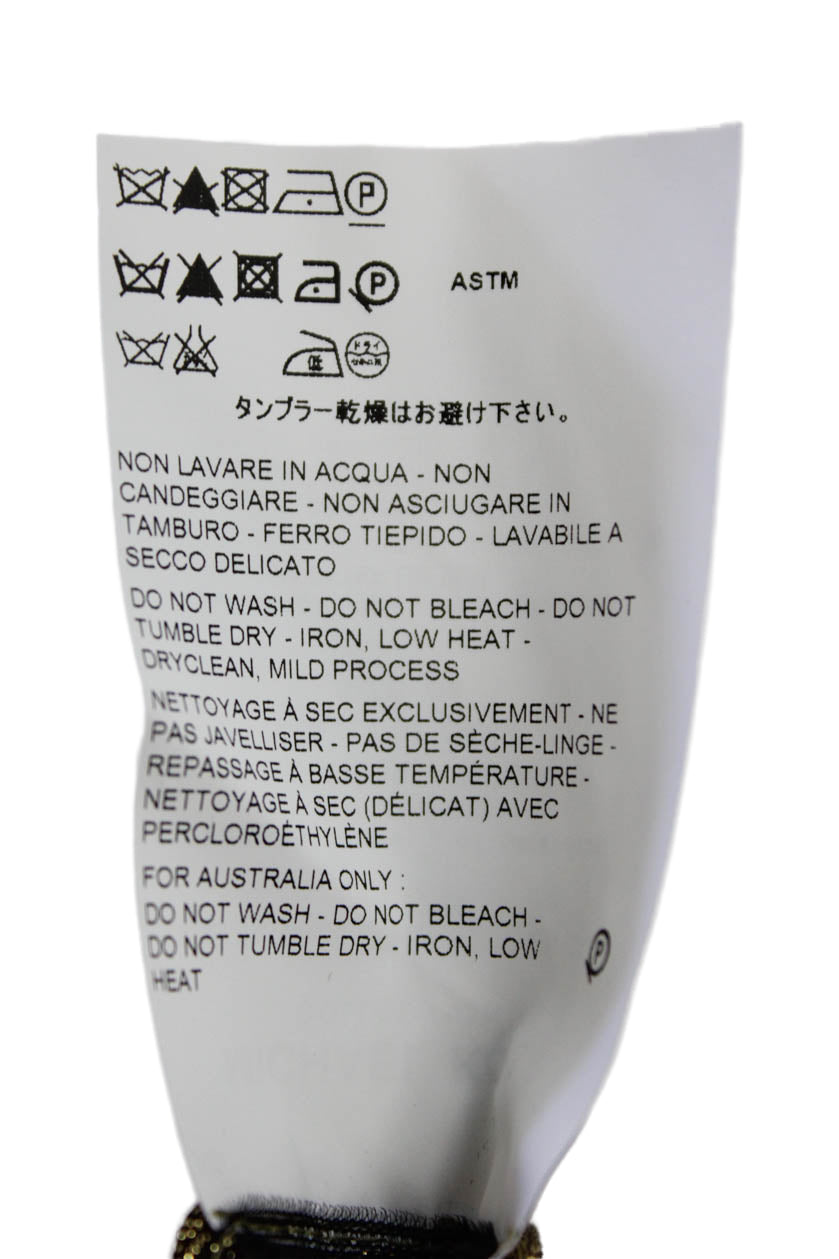 P
P ASTM
低 ドライ
タンブラー乾燥はお避け下さい。
NON LAVARE IN ACQUA - NON
CANDEGGIARE - NON ASCIUGARE IN
TAMBURO - FERRO TIEPIDO - LAVABILE A
SECCO DELICATO
DO NOT WASH - DO NOT BLEACH - DO NOT
TUMBLE DRY - IRON, LOW HEAT -
DRYCLEAN, MILD PROCESS
NETTOYAGE À SEC EXCLUSIVEMENT - NE
PAS JAVELLISER - PAS DE SÈCHE-LINGE -
REPASSAGE À BASSE TEMPÉRATURE -
NETTOYAGE À SEC (DÉLICAT) AVEC
PERCLOROÉTHYLÈNE
FOR AUSTRALIA ONLY :
DO NOT WASH - DO NOT BLEACH -
DO NOT TUMBLE DRY - IRON, LOW P
HEAT